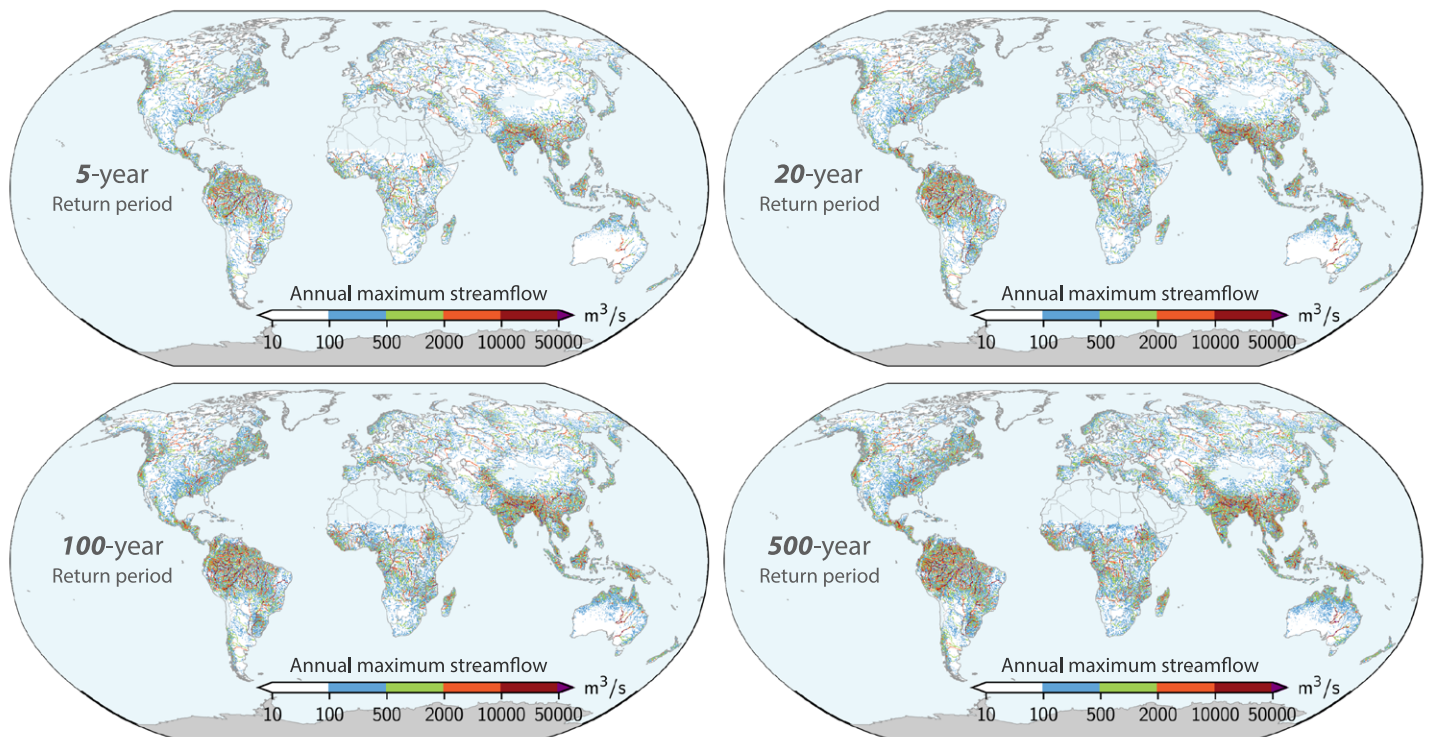 5-year
Return period
Annual maximum streamflow
m³/s
10 100 500 2000 10000 50000
20-year
Return period
Annual maximum streamflow
m³/s
10 100 500 2000 10000 50000
100-year
Return period
Annual maximum streamflow
m³/s
10 100 500 2000 10000 50000
500-year
Return period
Annual maximum streamflow
m³/s
10 100 500 2000 10000 50000